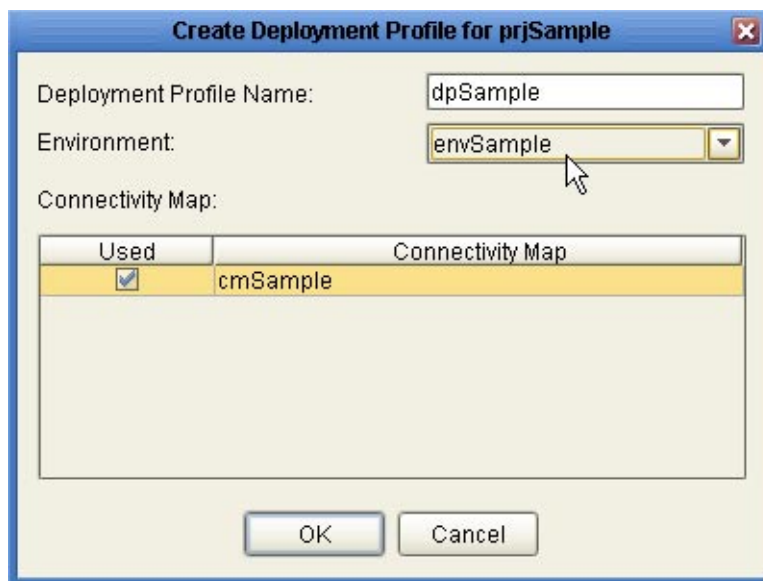 Create Deployment Profile for prjSample
Deployment Profile Name: dpSample
Environment: envSample
Connectivity Map:
Used Connectivity Map
cmSample
OK Cancel